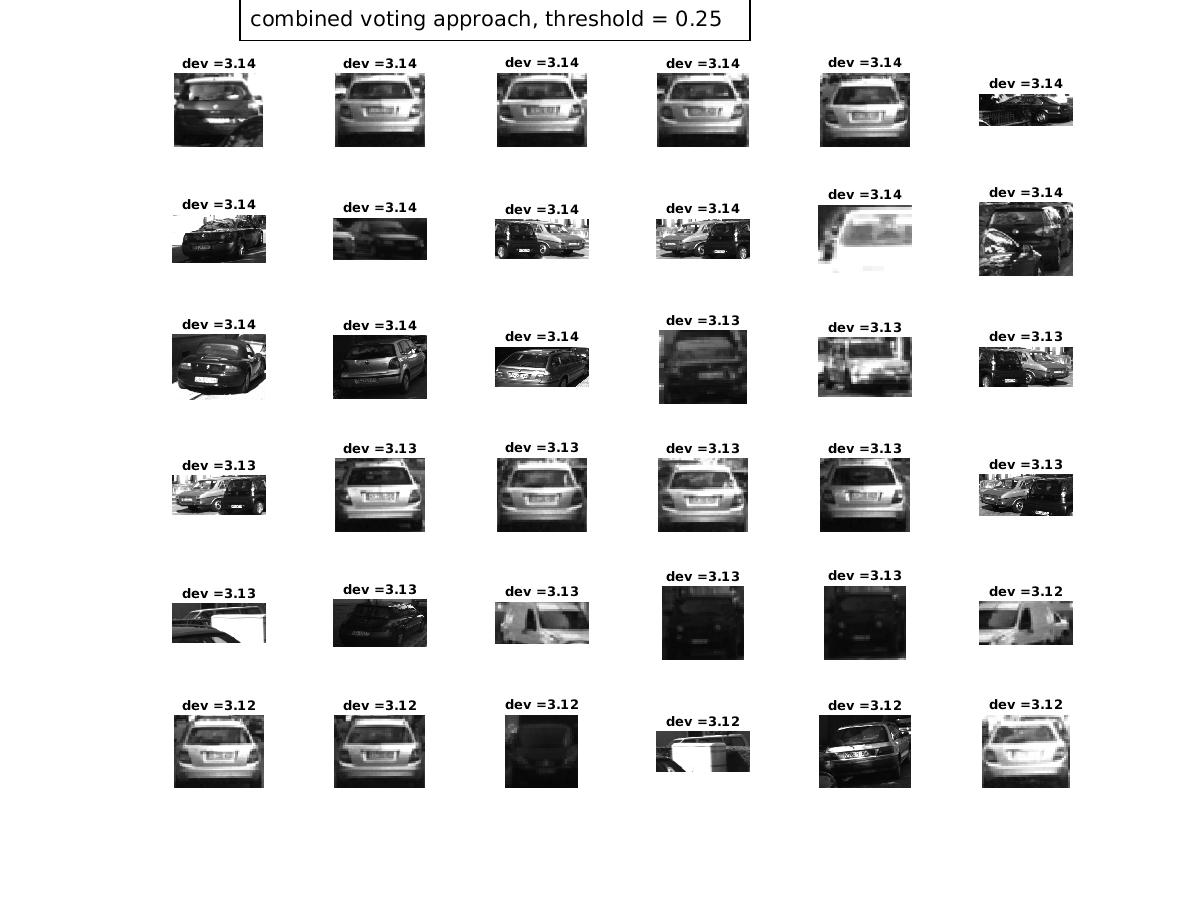 combined voting approach, threshold = 0.25
dev =3.14 dev =3.14 dev =3.14 dev =3.14 dev =3.14 dev =3.14
dev =3.14 dev =3.14 dev =3.14 dev =3.14 dev =3.14 dev =3.14
dev =3.14 dev =3.14 dev =3.14 dev =3.13 dev =3.13 dev =3.13
dev =3.13 dev =3.13 dev =3.13 dev =3.13 dev =3.13 dev =3.13
dev =3.13 dev =3.13 dev =3.13 dev =3.13 dev =3.13 dev =3.12
dev =3.12 dev =3.12 dev =3.12 dev =3.12 dev =3.12 dev =3.12